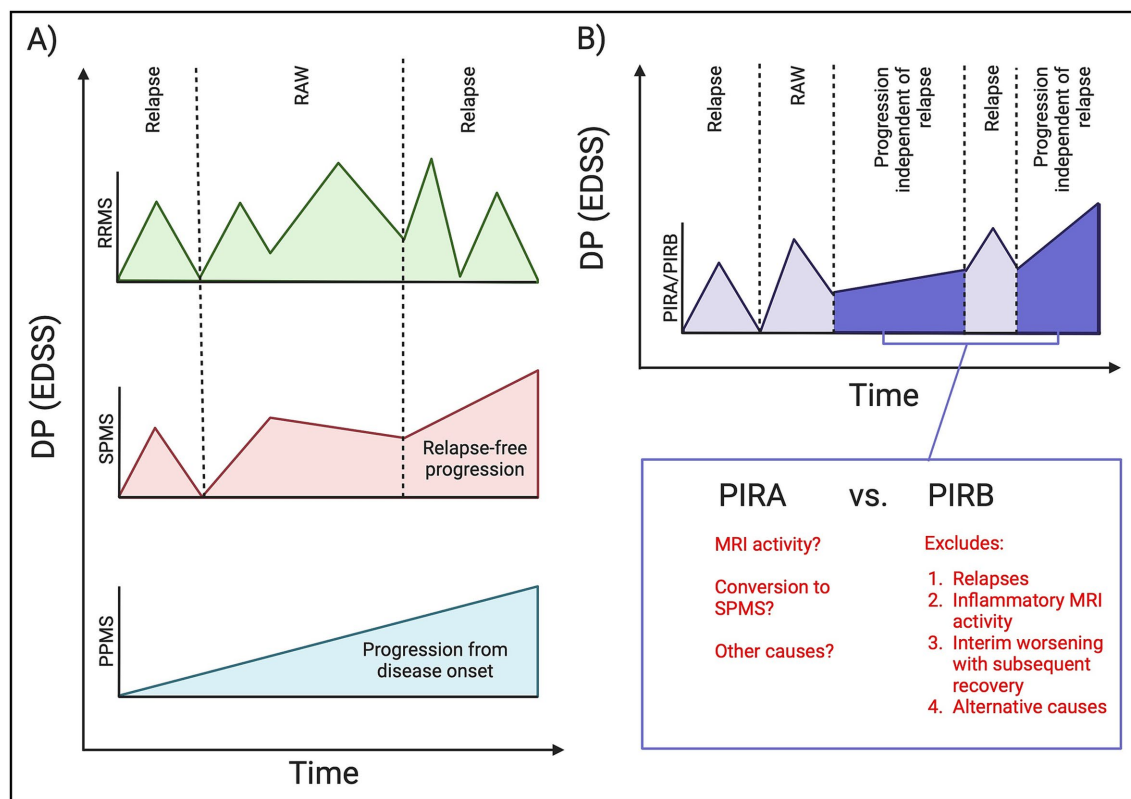 A)
Relapse
RAW
Relapse
DP (EDSS)
RRMS
SPMS
Relapse-free
progression
PPMS
Progression from
disease onset
Time
B)
Relapse
RAW
Progression
independent of
relapse
Relapse
Progression
independent of
relapse
DP (EDSS)
PIRA/PIRB
Time
PIRA vs. PIRB
MRI activity?
Conversion to
SPMS?
Other causes?
Excludes:
1. Relapses
2. Inflammatory MRI
activity
3. Interim worsening
with subsequent
recovery
4. Alternative causes